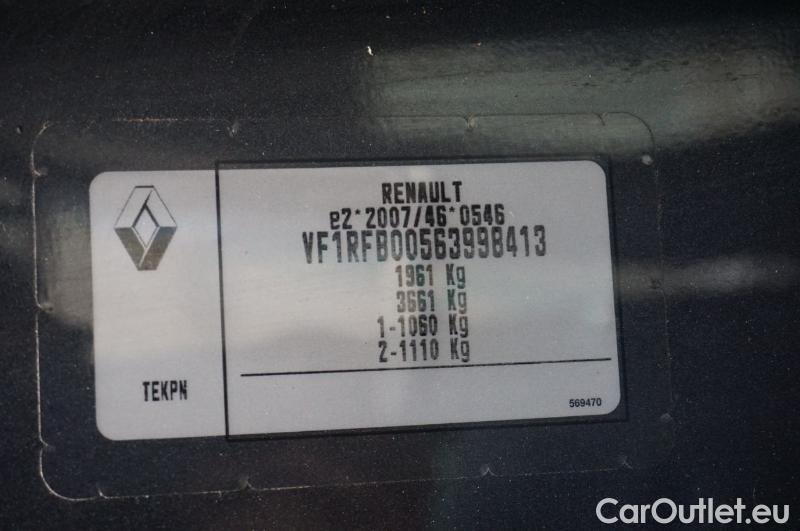 RENAULT
e2*2007/46*0546
VF1RFB00563998413
1961 Kg
3661 Kg
1-1060 Kg
2-1110 Kg
TEKPN
569470
CarOutlet.eu